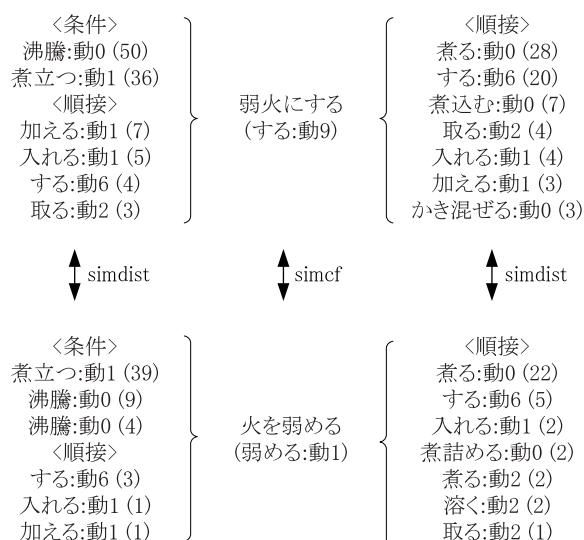 <条件>
沸騰:動0 (50)
煮立つ:動1 (36)
<順接>
加える:動1 (7)
入れる:動1 (5)
する:動6 (4)
取る:動2 (3)
弱火にする
(する:動9)
<順接>
煮る:動0 (28)
する:動6 (20)
煮込む:動0 (7)
取る:動2 (4)
入れる:動1 (4)
加える:動1 (3)
かき混ぜる:動0 (3)
simdist
simcf
simdist
<条件>
煮立つ:動1 (39)
沸騰:動0 (9)
沸騰:動0 (4)
<順接>
する:動6 (3)
入れる:動1 (1)
加える:動1 (1)
火を弱める
(弱める:動1)
<順接>
煮る:動0 (22)
する:動6 (5)
入れる:動1 (2)
煮詰める:動0 (2)
煮る:動2 (2)
溶く:動2 (2)
取る:動2 (1)